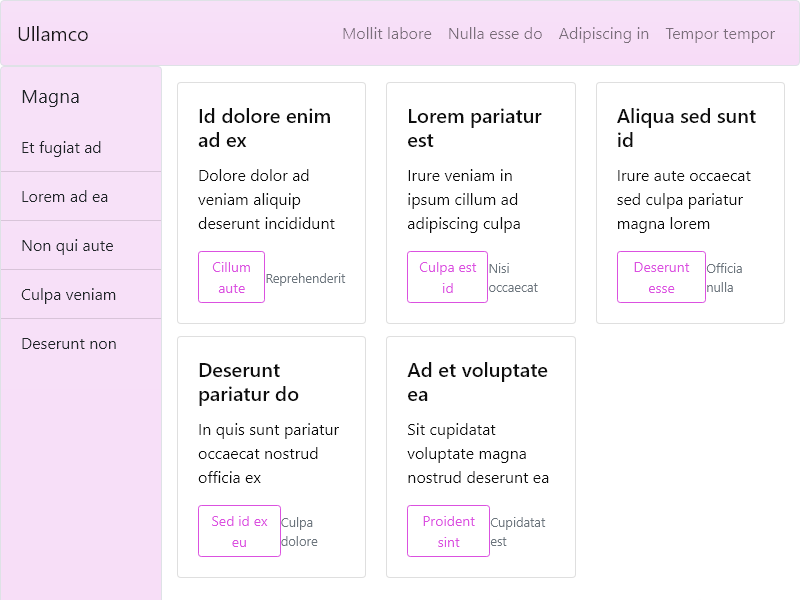 Ullamco
Mollit labore
Nulla esse do
Adipiscing in
Tempor tempor
Magna
Et fugiat ad
Lorem ad ea
Non qui aute
Culpa veniam
Deserunt non
Id dolore enim
ad ex
Dolore dolor ad
veniam aliquip
deserunt incididunt
Cillum
aute
Reprehenderit
Lorem pariatur
est
Irure veniam in
ipsum cillum ad
adipiscing culpa
Culpa est
id
Nisi
occaecat
Aliqua sed sunt
id
Irure aute occaecat
sed culpa pariatur
magna lorem
Deserunt
esse
Officia
nulla
Deserunt
pariatur do
In quis sunt pariatur
occaecat nostrud
officia ex
Sed id ex
eu
Culpa
dolore
Ad et voluptate
ea
Sit cupidatat
voluptate magna
nostrud deserunt ea
Proident
sint
Cupidatat
est